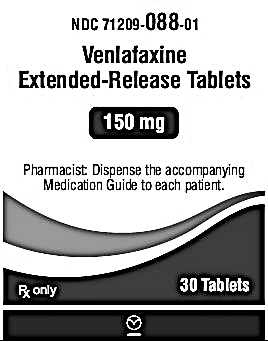 NDC 71209-088-01
Venlafaxine
Extended-Release Tablets
150 mg
Pharmacist: Dispense the accompanying
Medication Guide to each patient.
Rx only
30 Tablets